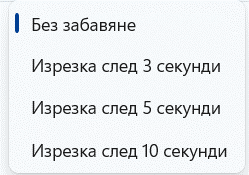 Без забавяне
Изрезка след 3 секунди
Изрезка след 5 секунди
Изрезка след 10 секунди